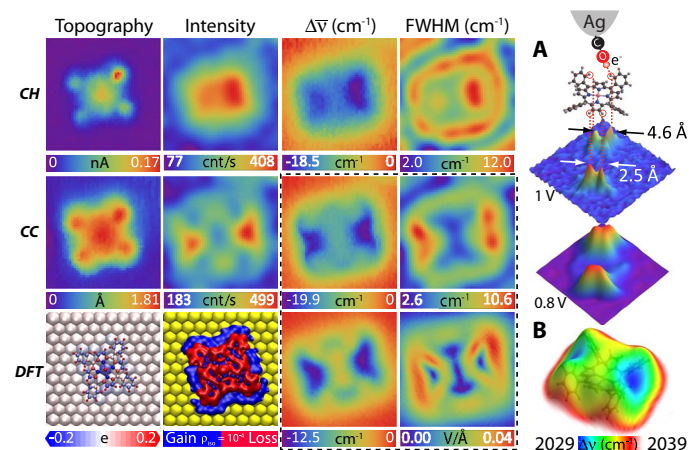 Topography Intensity Δν̅ (cm⁻¹) FWHM (cm⁻¹)
CH
0 nA 0.17
77 cnt/s 408
-18.5 cm⁻¹ 0
2.0 cm⁻¹ 12.0
CC
0 Å 1.81
183 cnt/s 499
-19.9 cm⁻¹ 0
2.6 cm⁻¹ 10.6
DFT
-0.2 e 0.2
Gain ρiso = 10⁻⁴ Loss
-12.5 cm⁻¹ 0
0.00 V/Å 0.04
A
Ag
C
O
e⁻
4.6 Å
2.5 Å
1 V
0.8 V
B
2029 Δν (cm⁻¹) 2039